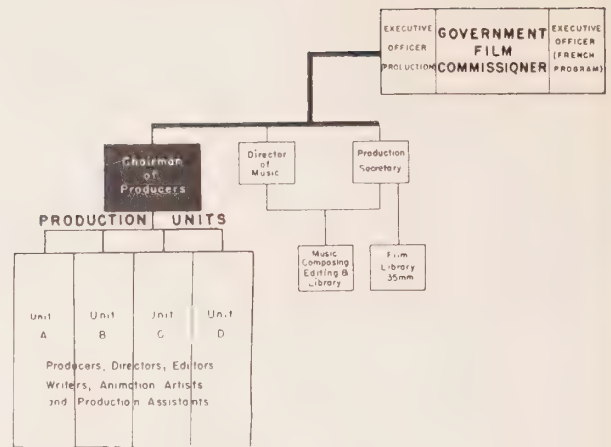 EXECUTIVE
OFFICER
(PRODUCTION)
GOVERNMENT
FILM
COMMISSIONER
EXECUTIVE
OFFICER
(FRENCH
PROGRAM)
Chairman
of
Producers
Director
of
Music
Production
Secretary
PRODUCTION UNITS
Music
Composing
Editing &
Library
Film
Library
35mm
Unit
A
Unit
B
Unit
C
Unit
D
Producers, Directors, Editors
Writers, Animation Artists
and Production Assistants